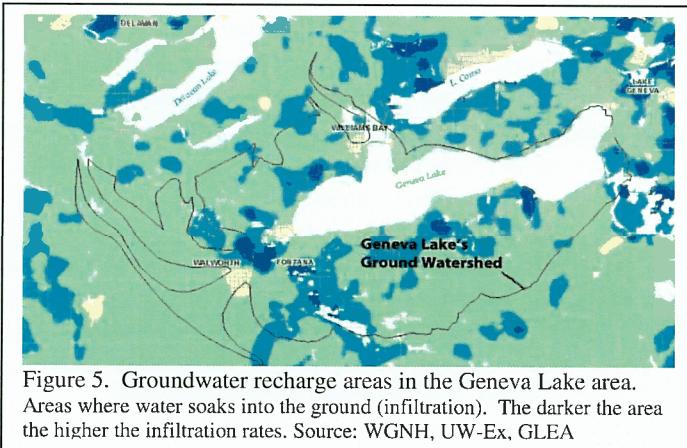 DELAVAN
Delavan Lake
L. Como
LAKE
GENEVA
WILLIAMS BAY
Geneva Lake
Geneva Lake's
Ground Watershed
WALWORTH
FONTANA
Figure 5. Groundwater recharge areas in the Geneva Lake area.
Areas where water soaks into the ground (infiltration). The darker the area
the higher the infiltration rates. Source: WGNH, UW-Ex, GLEA